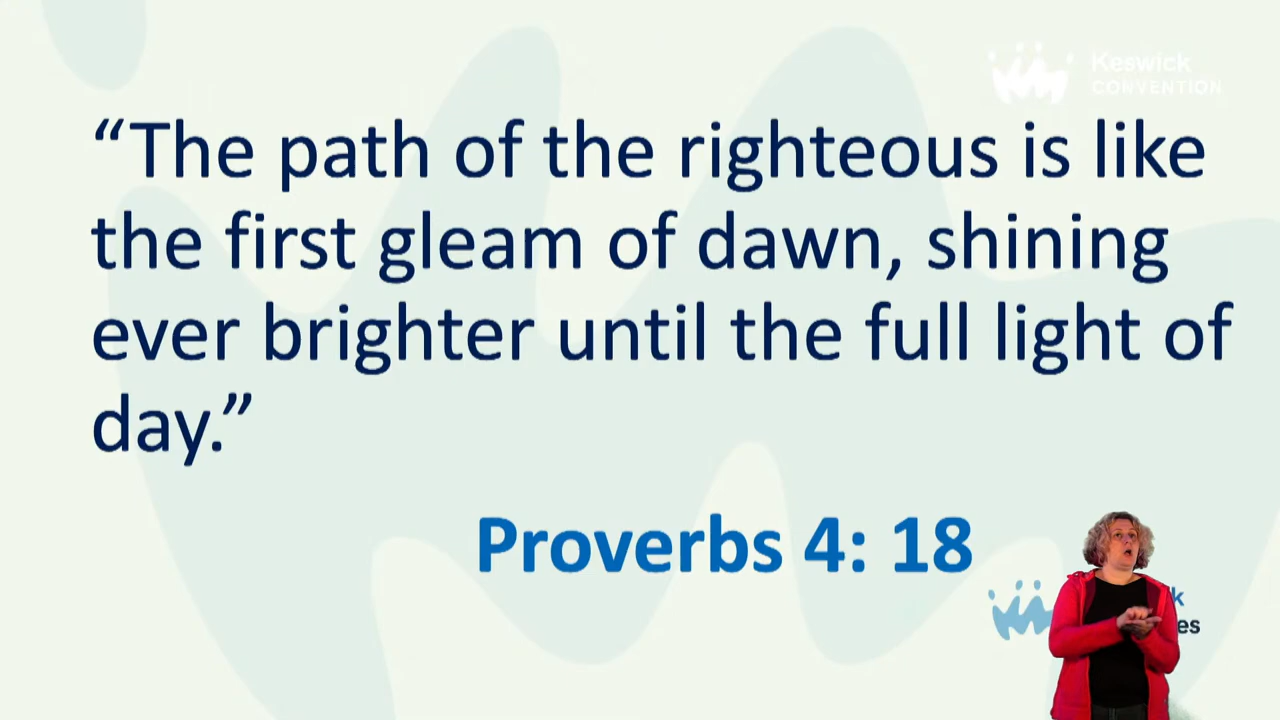 Keswick
CONVENTION
“The path of the righteous is like
the first gleam of dawn, shining
ever brighter until the full light of
day.”
Proverbs 4: 18